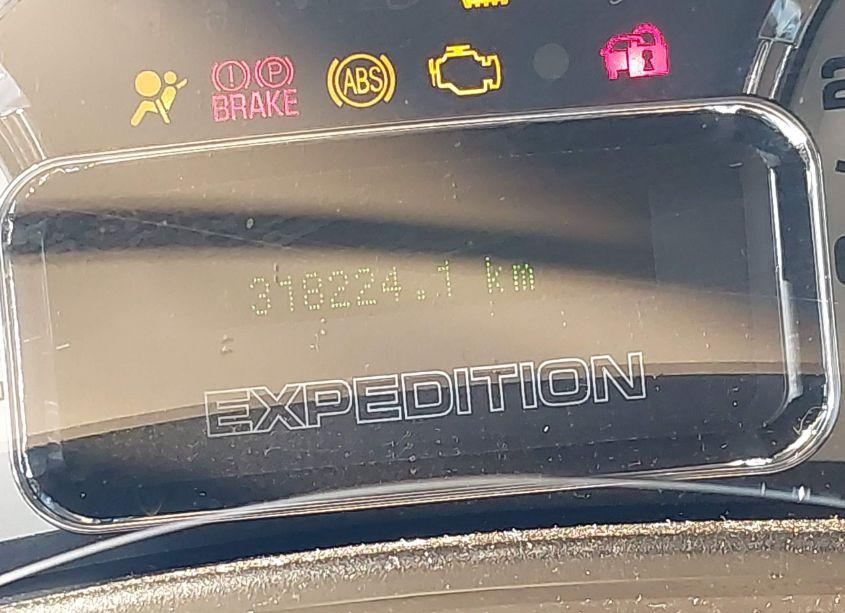 (!) (P)
BRAKE
ABS
318224.1 km
EXPEDITION